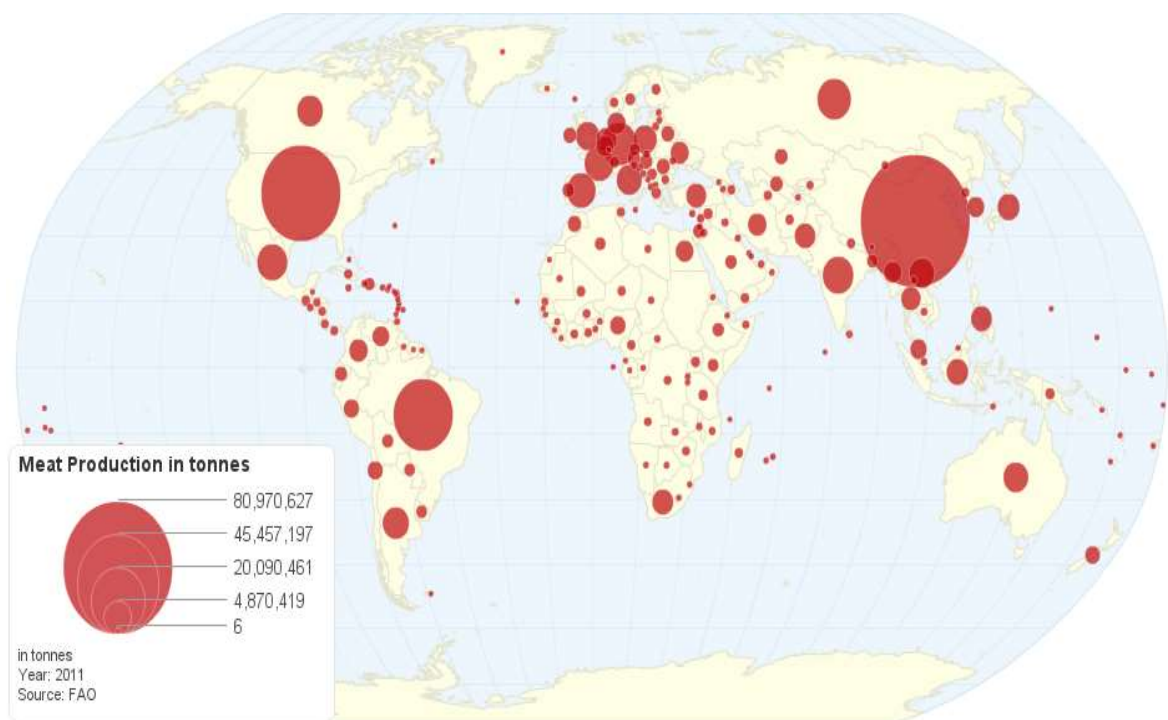 Meat Production in tonnes
80,970,627
45,457,197
20,090,461
4,870,419
6
in tonnes
Year: 2011
Source: FAO